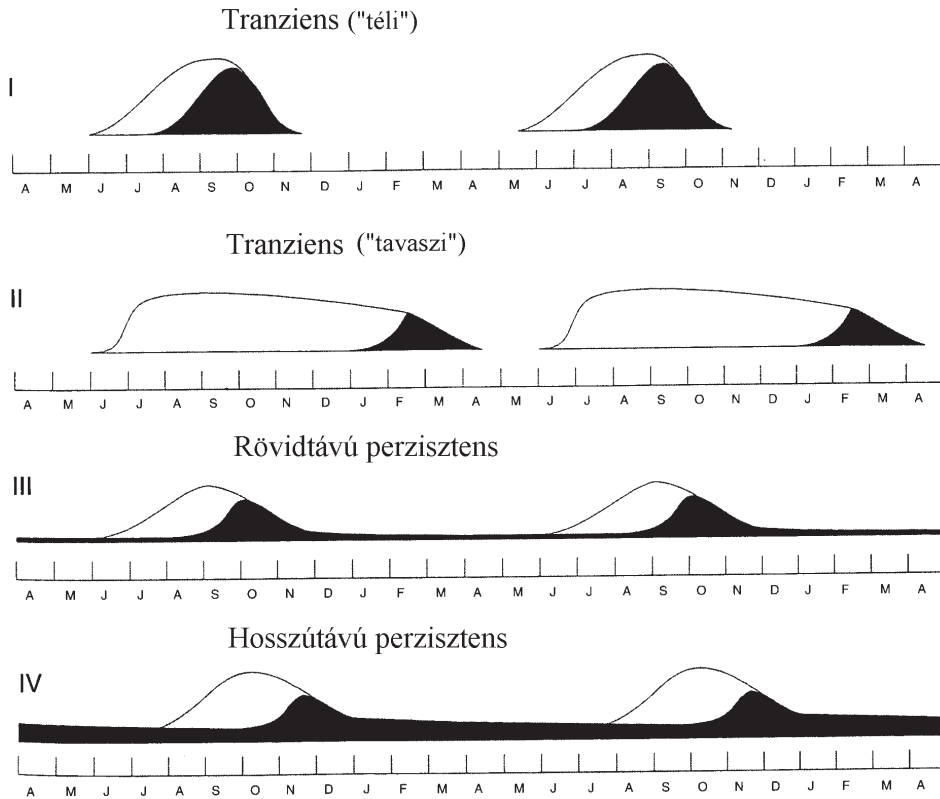 Tranziens ("téli")
I
A M J J A S O N D J F M A M J J A S O N D J F M A
Tranziens ("tavaszi")
II
A M J J A S O N D J F M A M J J A S O N D J F M A
Rövidtávú perzisztens
III
A M J J A S O N D J F M A M J J A S O N D J F M A
Hosszútávú perzisztens
IV
A M J J A S O N D J F M A M J J A S O N D J F M A